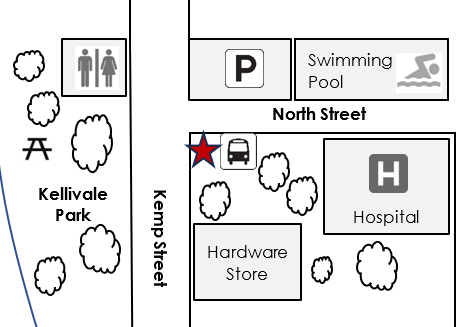 P
Swimming
Pool
North Street
Kellivale
Park
Kemp Street
H
Hospital
Hardware
Store